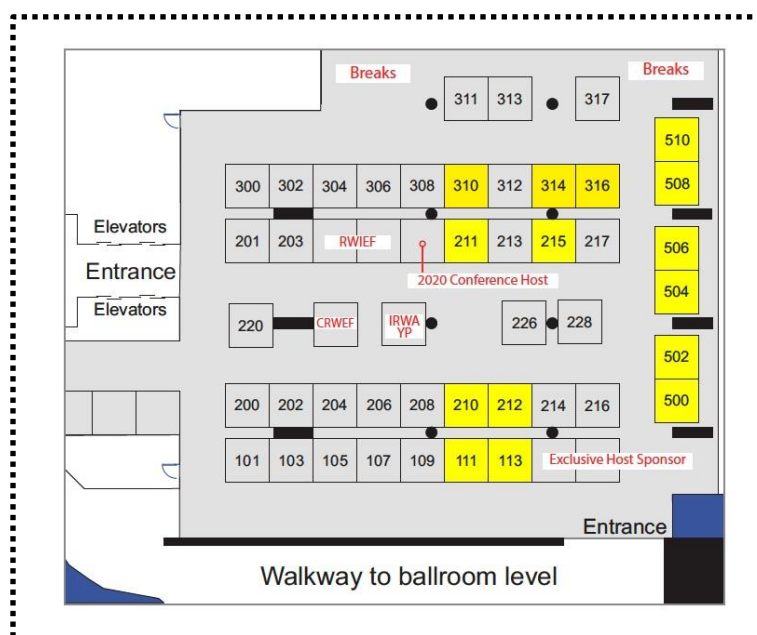 Breaks
Breaks
311 313 317
510
300 302 304 306 308 310 312 314 316
508
Elevators
201 203 RWIEF 211 213 215 217
506
Entrance
2020 Conference Host
504
Elevators
220 CRWEF IRWA YP 226 228
502
200 202 204 206 208 210 212 214 216
500
101 103 105 107 109 111 113 Exclusive Host Sponsor
Entrance
Walkway to ballroom level